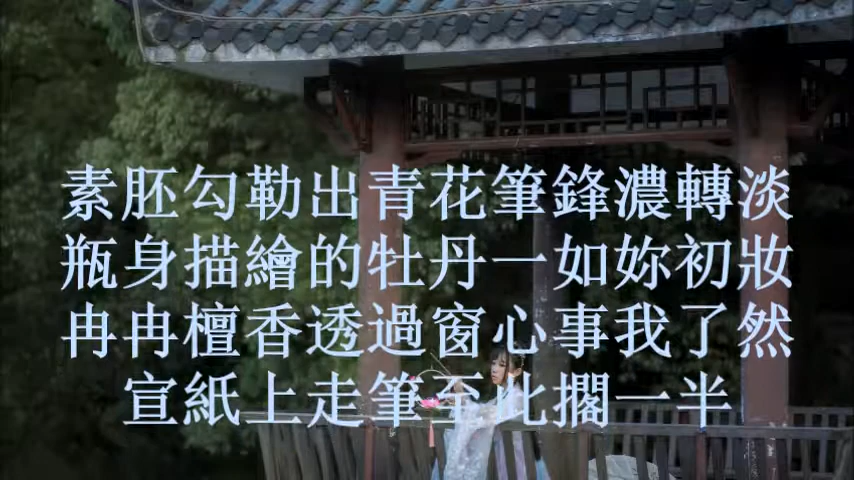 素胚勾勒出青花筆鋒濃轉淡
瓶身描繪的牡丹一如妳初妝
冉冉檀香透過窗心事我了然
宣紙上走筆至此擱一半